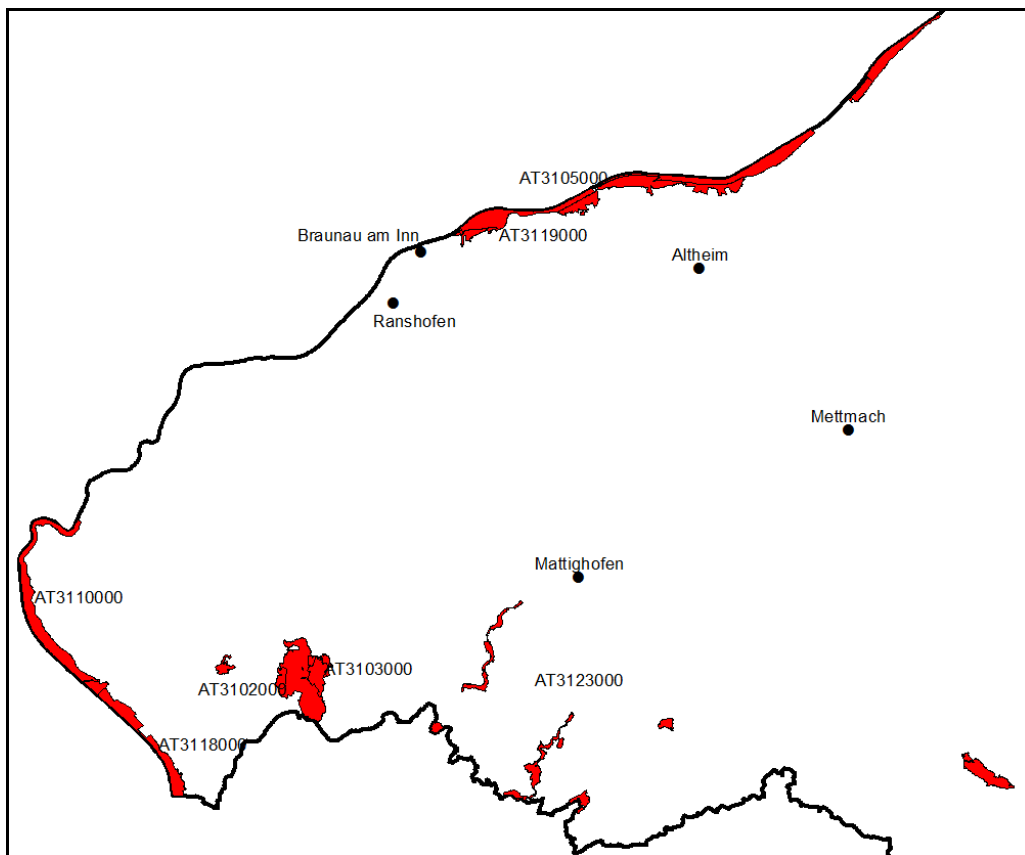 AT3105000
Braunau am Inn
AT3119000
Altheim
Ranshofen
Mettmach
Mattighofen
AT3110000
AT3103000
AT3102000
AT3123000
AT3118000